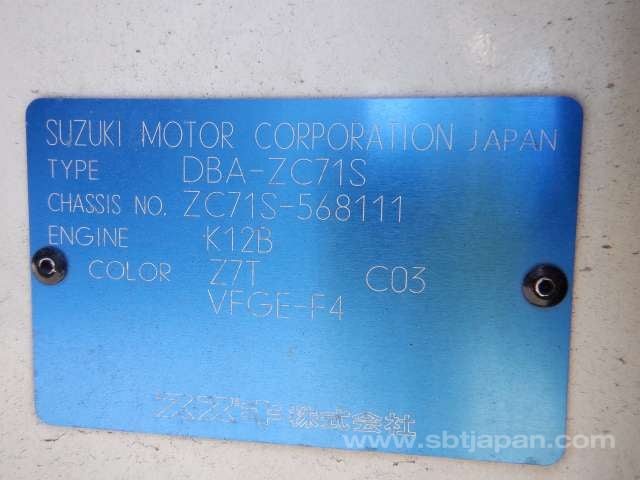 SUZUKI MOTOR CORPORATION JAPAN
TYPE DBA-ZC71S
CHASSIS NO. ZC71S-568111
ENGINE K12B
COLOR Z7T C03
VFGE-F4
スズキ株式会社
www.sbtjapan.com